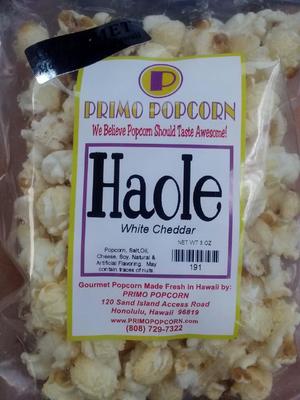 MET
P
PRIMO POPCORN
We Believe Popcorn Should Taste Awesome!
Haole
White Cheddar
NET WT 3 OZ
Popcorn, Salt,Oil,
Cheese, Soy, Natural &
Artificial Flavoring. May
contain traces of nuts
191
Gourmet Popcorn Made Fresh in Hawaii by:
PRIMO POPCORN
120 Sand Island Access Road
Honolulu, Hawaii 96819
www.PRIMOPOPCORN.com
(808) 729-7322